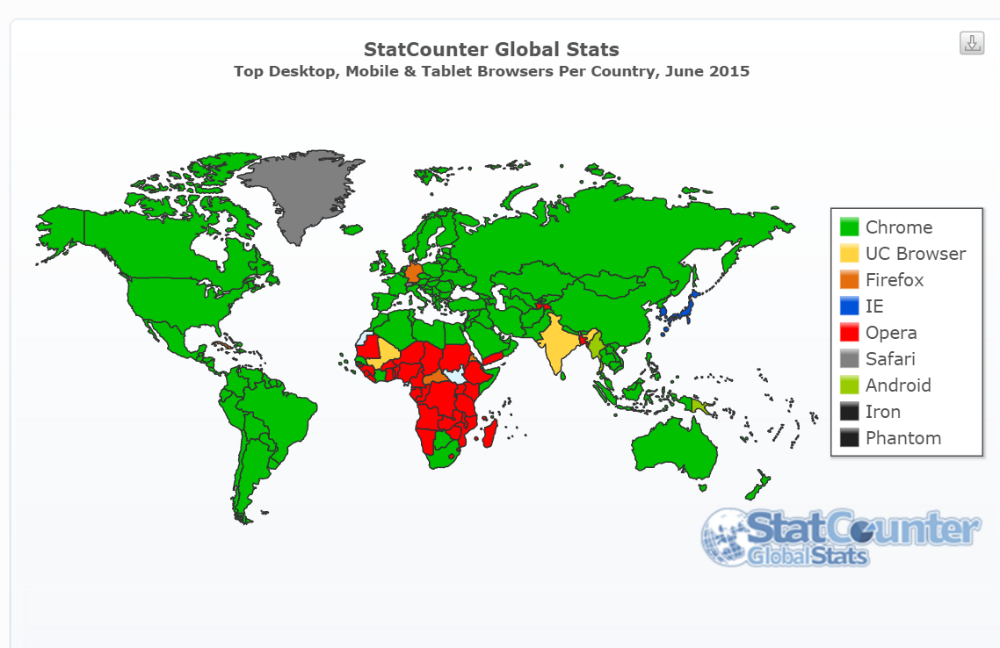 StatCounter Global Stats
Top Desktop, Mobile & Tablet Browsers Per Country, June 2015
Chrome
UC Browser
Firefox
IE
Opera
Safari
Android
Iron
Phantom
StatCounter
GlobalStats